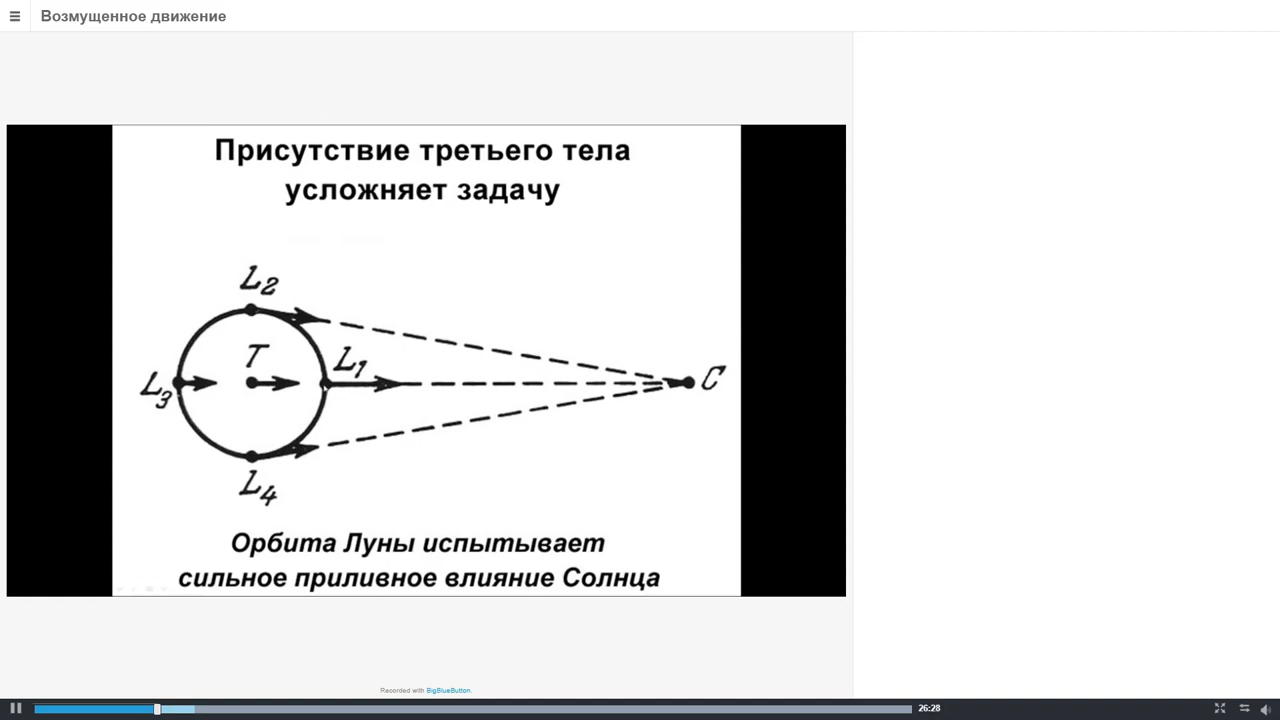 Возмущенное движение
Присутствие третьего тела
усложняет задачу
L2
T
L1
L3
C
L4
Орбита Луны испытывает
сильное приливное влияние Солнца
Recorded with BigBlueButton.
26:28